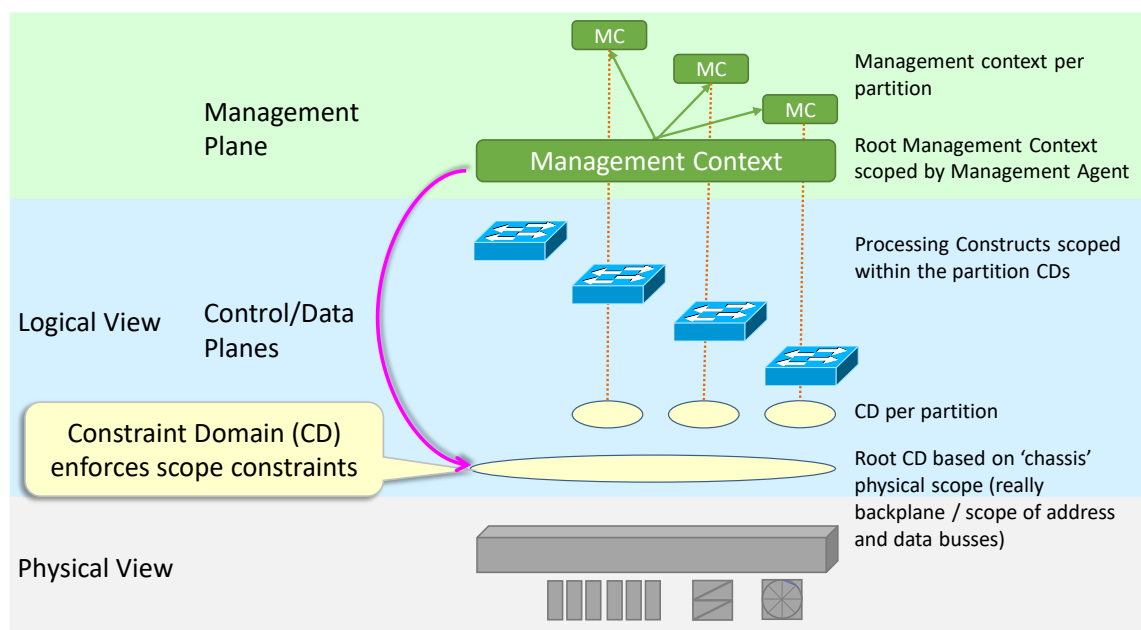 MC
MC
MC
Management context per
partition
Management
Plane
Management Context
Root Management Context
scoped by Management Agent
Processing Constructs scoped
within the partition CDs
Logical View
Control/Data
Planes
CD per partition
Constraint Domain (CD)
enforces scope constraints
Root CD based on ‘chassis’
physical scope (really
backplane / scope of address
and data busses)
Physical View